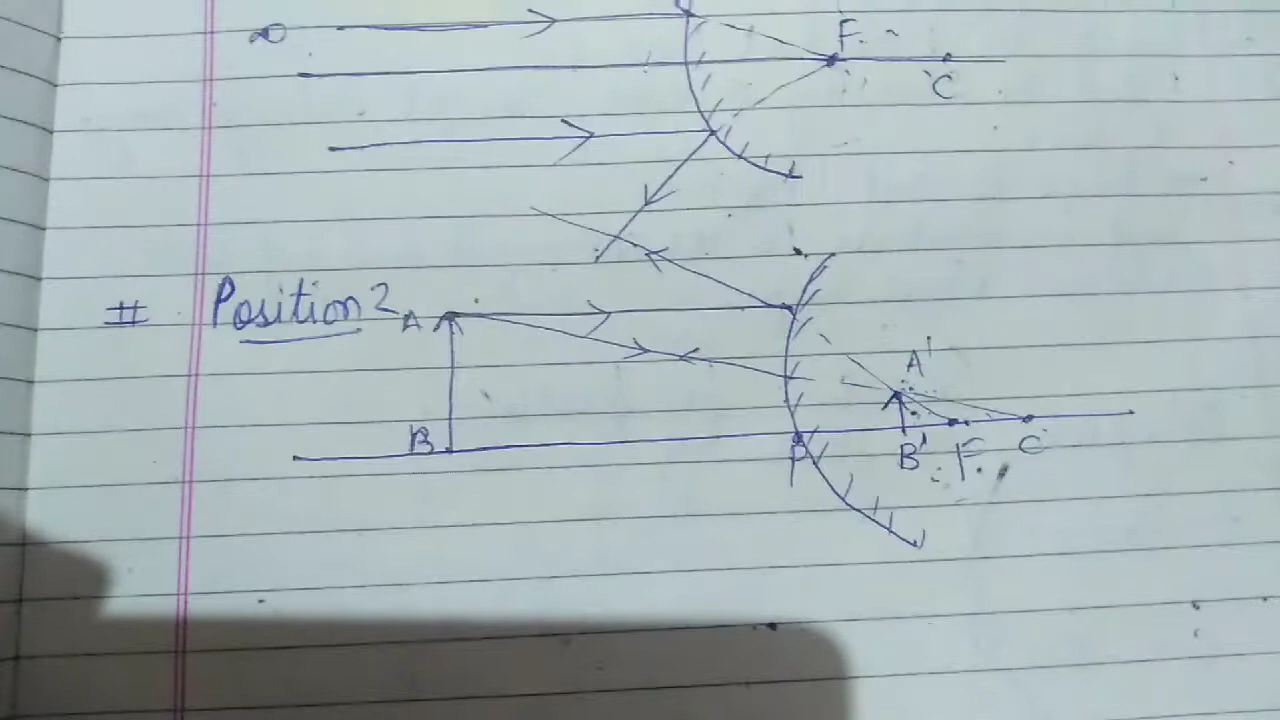 ∞ F.
C
# Position 2 A
A'
B P B' F. C